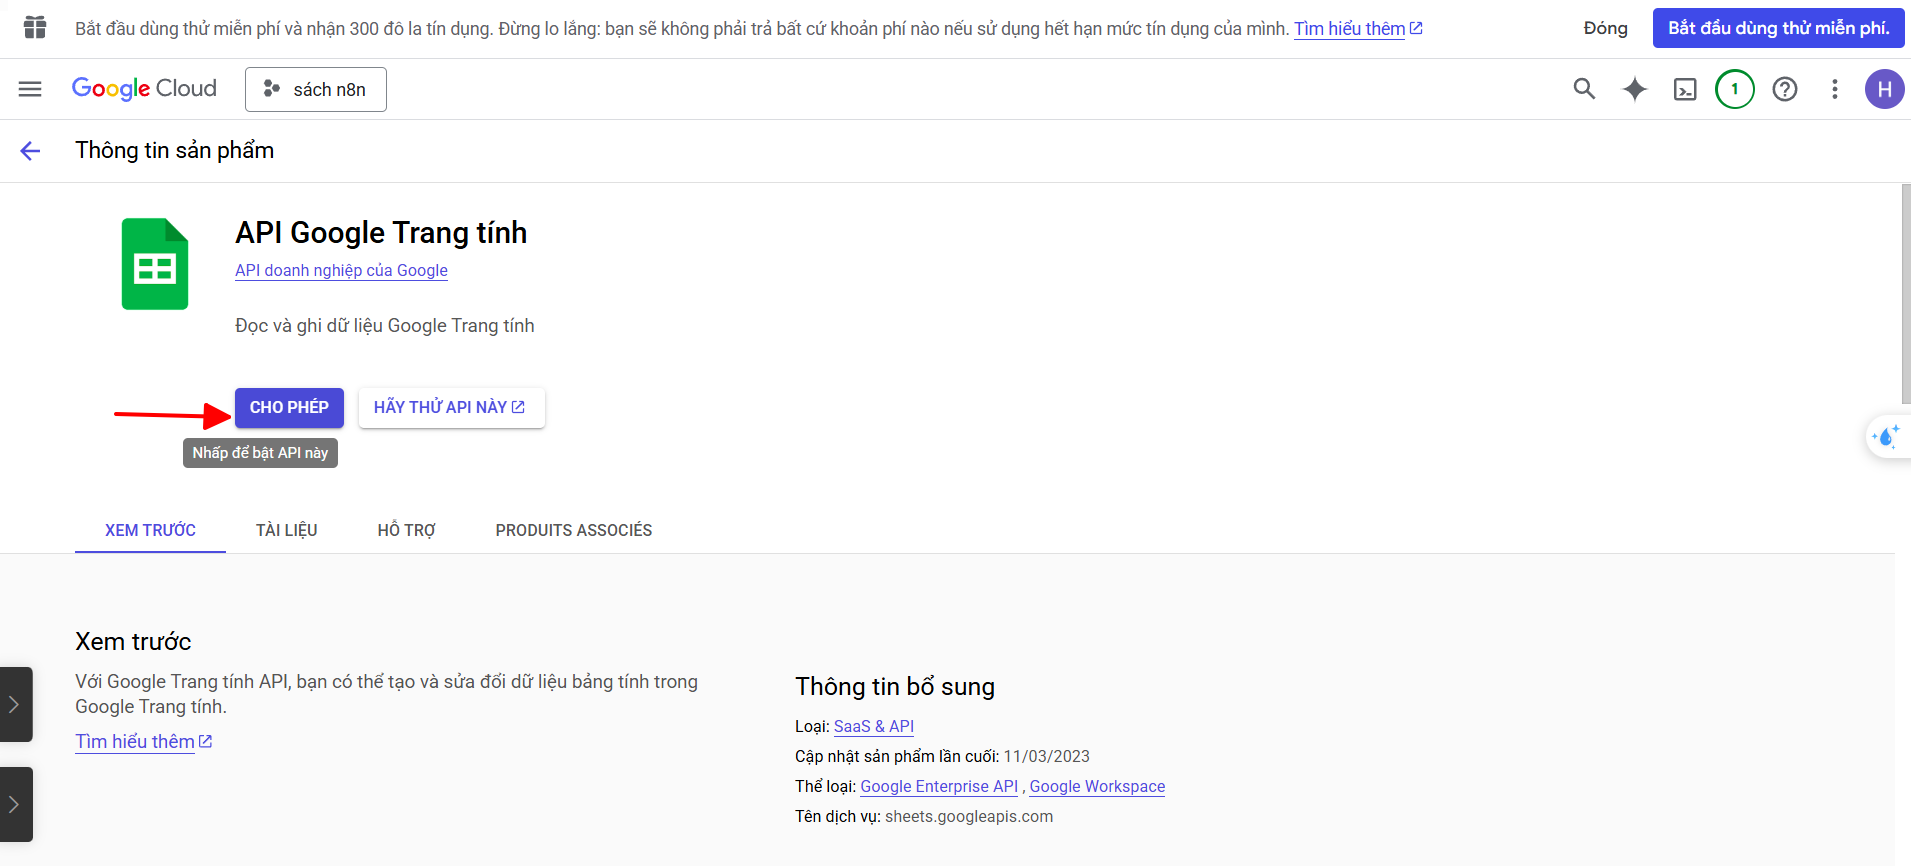 Bắt đầu dùng thử miễn phí và nhận 300 đô la tín dụng. Đừng lo lắng: bạn sẽ không phải trả bất cứ khoản phí nào nếu sử dụng hết hạn mức tín dụng của mình. Tìm hiểu thêm
Đóng
Bắt đầu dùng thử miễn phí.
Google Cloud
sách n8n
1
H
Thông tin sản phẩm
API Google Trang tính
API doanh nghiệp của Google
Đọc và ghi dữ liệu Google Trang tính
CHO PHÉP
HÃY THỬ API NÀY
Nhấp để bật API này
XEM TRƯỚC
TÀI LIỆU
HỖ TRỢ
PRODUITS ASSOCIÉS
Xem trước
Với Google Trang tính API, bạn có thể tạo và sửa đổi dữ liệu bảng tính trong
Google Trang tính.
Tìm hiểu thêm
Thông tin bổ sung
Loại: SaaS & API
Cập nhật sản phẩm lần cuối: 11/03/2023
Thể loại: Google Enterprise API , Google Workspace
Tên dịch vụ: sheets.googleapis.com